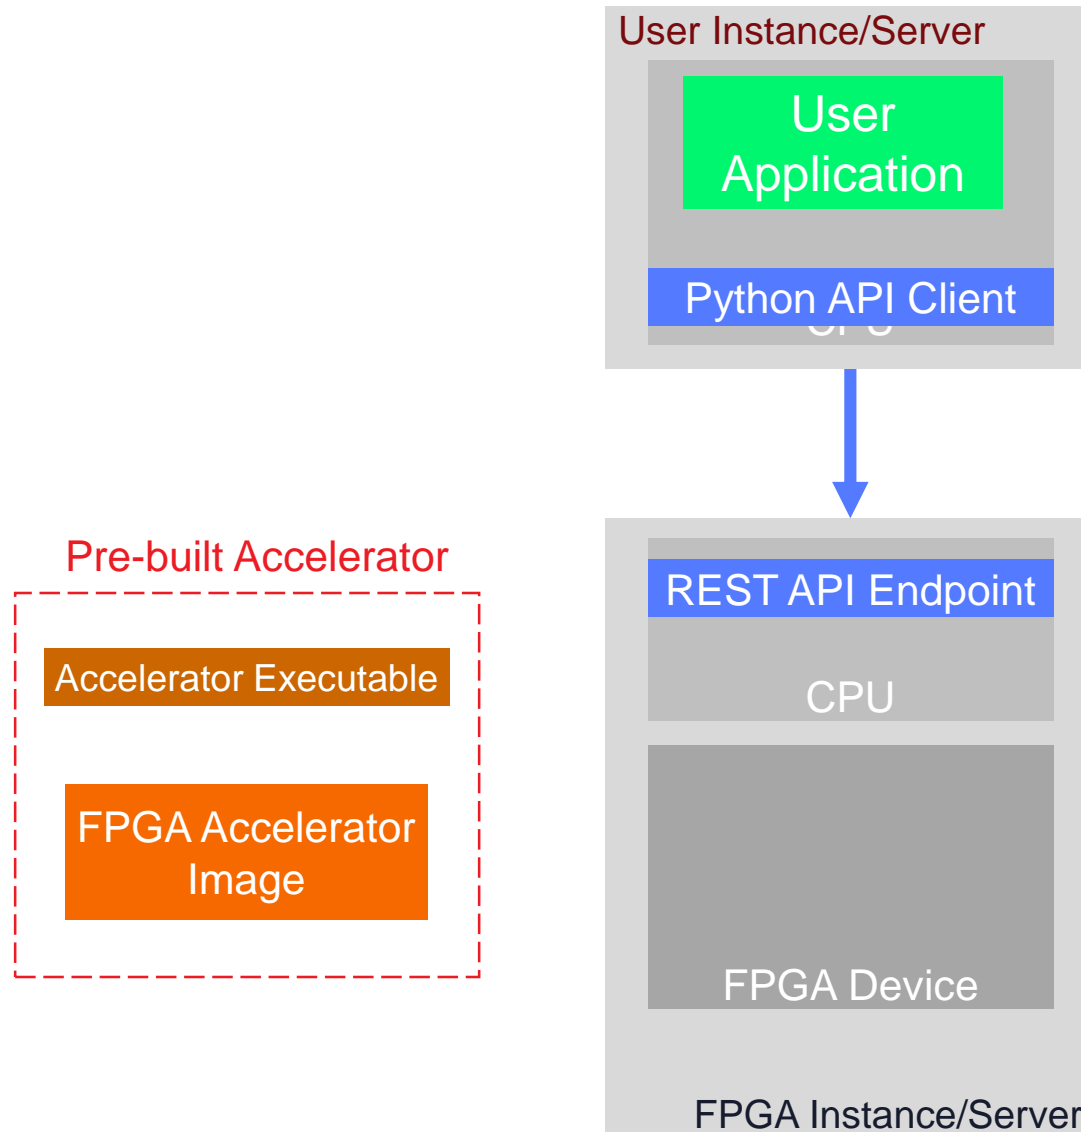 User Instance/Server
User
Application
Python API Client
CPU
Pre-built Accelerator
Accelerator Executable
FPGA Accelerator
Image
REST API Endpoint
CPU
FPGA Device
FPGA Instance/Server